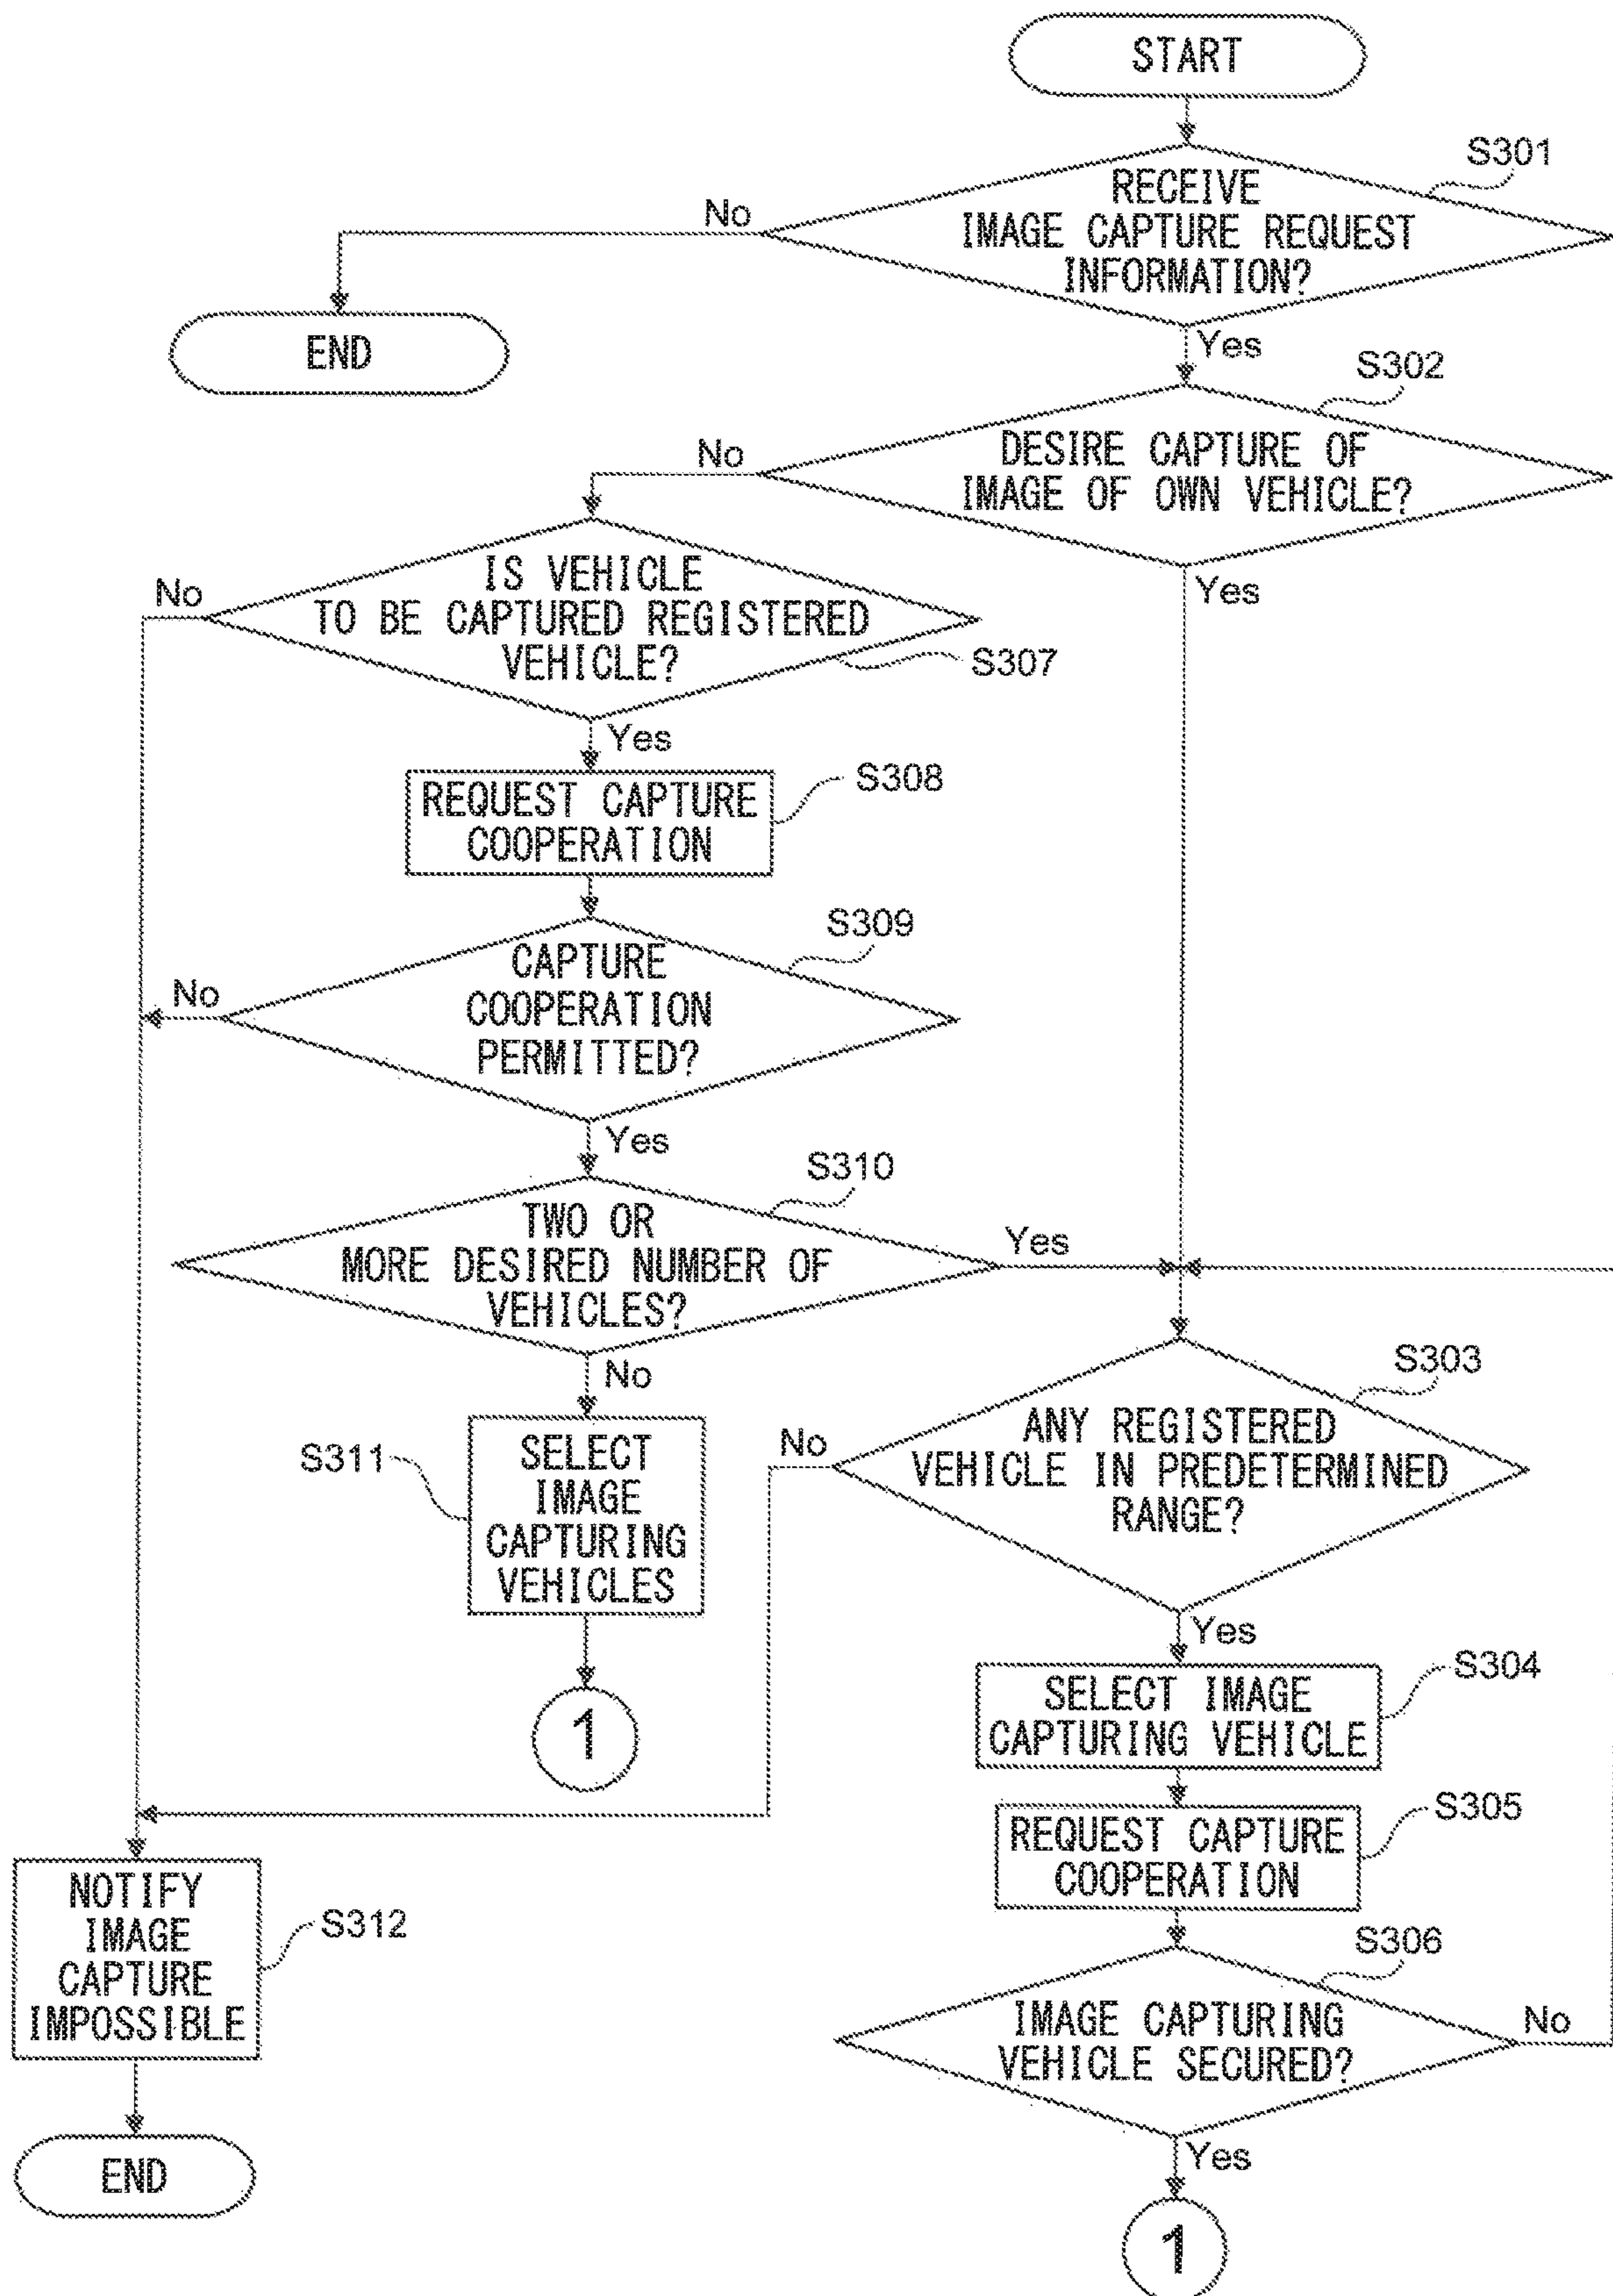 START
S301
RECEIVE
IMAGE CAPTURE REQUEST
INFORMATION?
No
END
Yes
S302
DESIRE CAPTURE OF
IMAGE OF OWN VEHICLE?
No
Yes
IS VEHICLE
TO BE CAPTURED REGISTERED
VEHICLE?
No
S307
Yes
REQUEST CAPTURE
COOPERATION
S308
S309
CAPTURE
COOPERATION
PERMITTED?
No
Yes
S310
TWO OR
MORE DESIRED NUMBER OF
VEHICLES?
Yes
No
S311
SELECT
IMAGE
CAPTURING
VEHICLES
1
S303
ANY REGISTERED
VEHICLE IN PREDETERMINED
RANGE?
No
Yes
S304
SELECT IMAGE
CAPTURING VEHICLE
S305
REQUEST CAPTURE
COOPERATION
S306
IMAGE CAPTURING
VEHICLE SECURED?
No
Yes
1
NOTIFY
IMAGE
CAPTURE
IMPOSSIBLE
S312
END